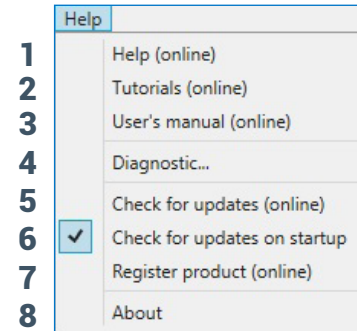 Help
1 Help (online)
2 Tutorials (online)
3 User's manual (online)
4 Diagnostic...
5 Check for updates (online)
6 Check for updates on startup
7 Register product (online)
8 About